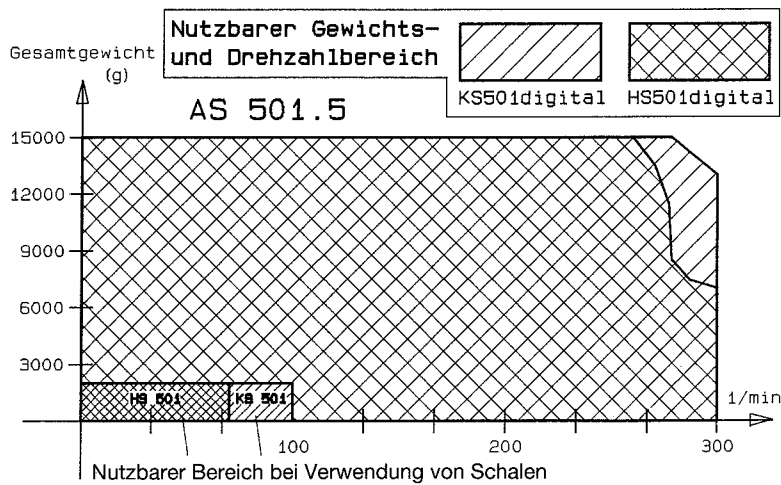 Nutzbarer Gewichts-
und Drehzahlbereich
KS501digital
HS501digital
Gesamtgewicht
(g)
AS 501.5
15000
12000
9000
6000
3000
HS 501
KS 501
1/min
100
200
300
Nutzbarer Bereich bei Verwendung von Schalen